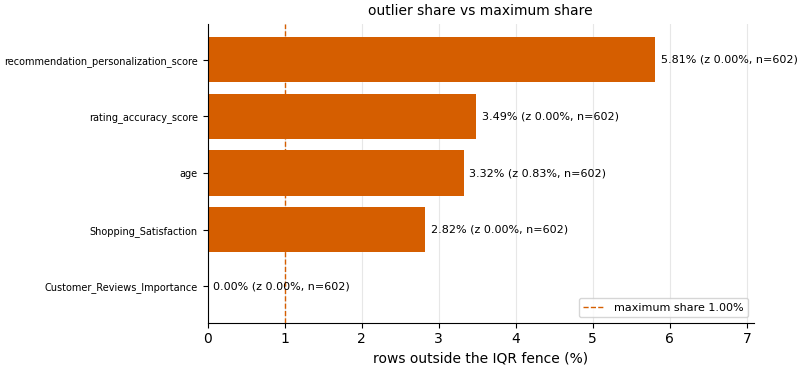 outlier share vs maximum share
recommendation_personalization_score
5.81% (z 0.00%, n=602)
rating_accuracy_score
3.49% (z 0.00%, n=602)
age
3.32% (z 0.83%, n=602)
Shopping_Satisfaction
2.82% (z 0.00%, n=602)
Customer_Reviews_Importance
0.00% (z 0.00%, n=602)
maximum share 1.00%
0 1 2 3 4 5 6 7
rows outside the IQR fence (%)